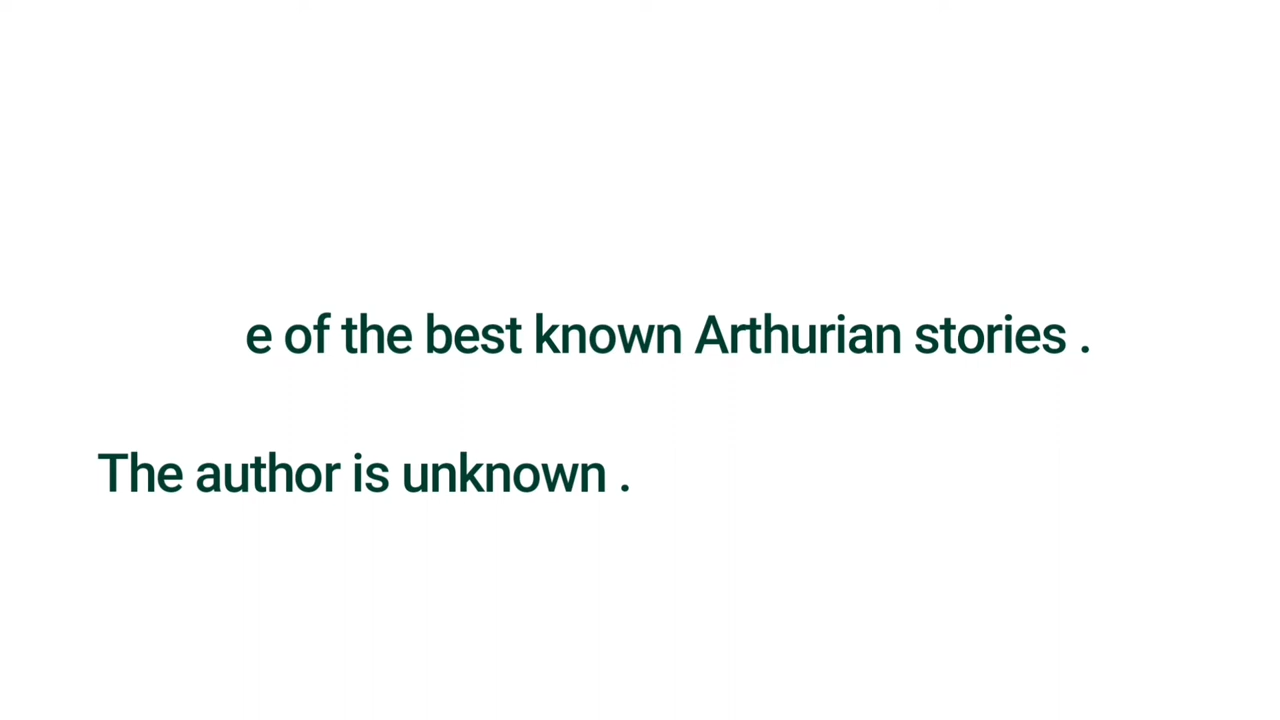 e of the best known Arthurian stories .
The author is unknown .